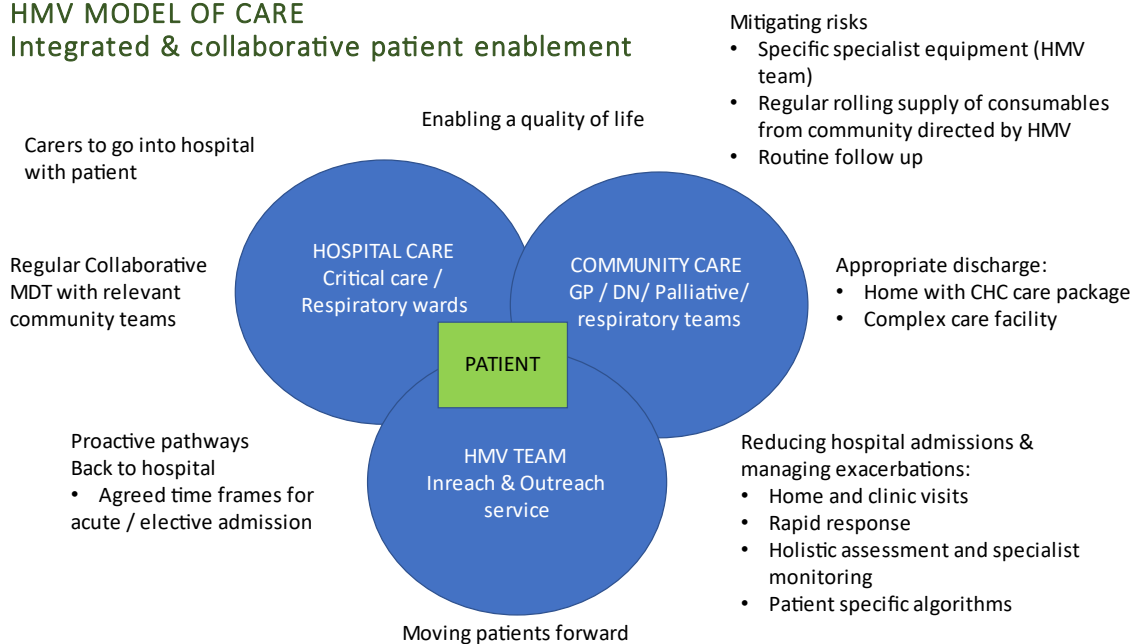 HMV MODEL OF CARE
Integrated & collaborative patient enablement
Mitigating risks
• Specific specialist equipment (HMV
team)
• Regular rolling supply of consumables
from community directed by HMV
• Routine follow up
Enabling a quality of life
Carers to go into hospital
with patient
HOSPITAL CARE
Critical care /
Respiratory wards
COMMUNITY CARE
GP / DN/ Palliative/
respiratory teams
Regular Collaborative
MDT with relevant
community teams
Appropriate discharge:
• Home with CHC care package
• Complex care facility
PATIENT
Proactive pathways
Back to hospital
• Agreed time frames for
acute / elective admission
HMV TEAM
Inreach & Outreach
service
Reducing hospital admissions &
managing exacerbations:
• Home and clinic visits
• Rapid response
• Holistic assessment and specialist
monitoring
• Patient specific algorithms
Moving patients forward